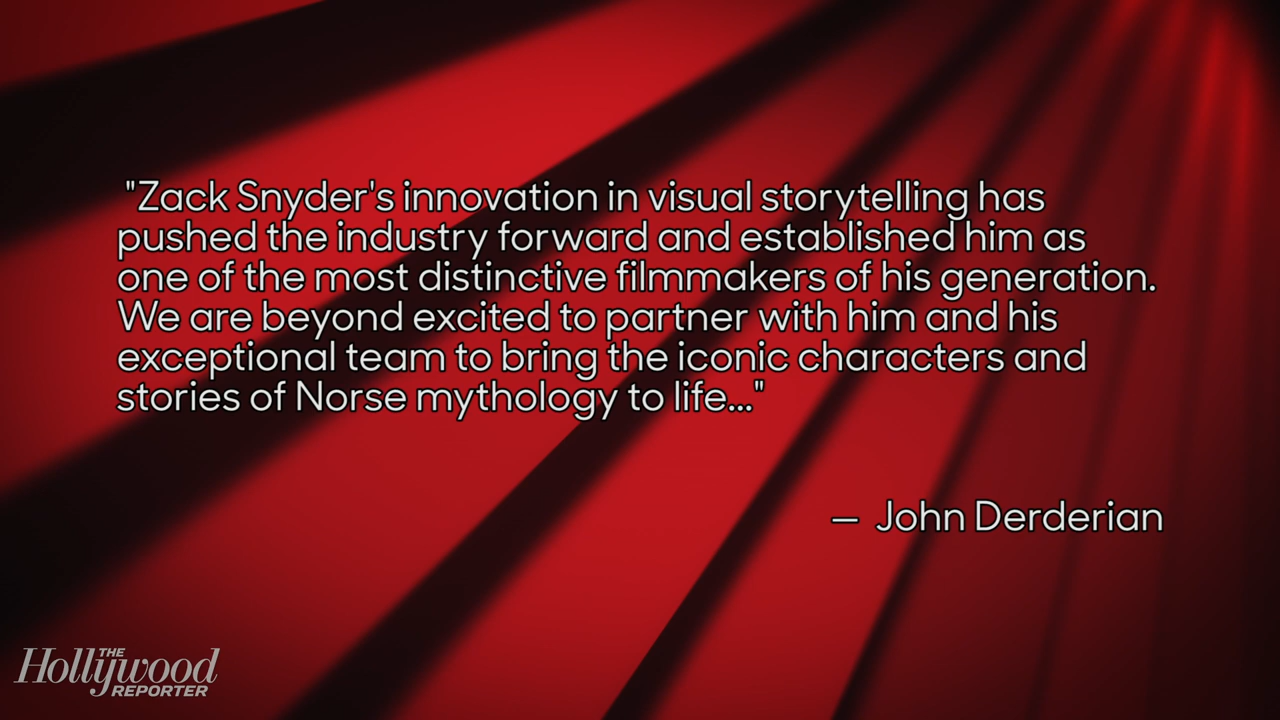 "Zack Snyder's innovation in visual storytelling has
pushed the industry forward and established him as
one of the most distinctive filmmakers of his generation.
We are beyond excited to partner with him and his
exceptional team to bring the iconic characters and
stories of Norse mythology to life..."
— John Derderian
THE
Hollywood
REPORTER